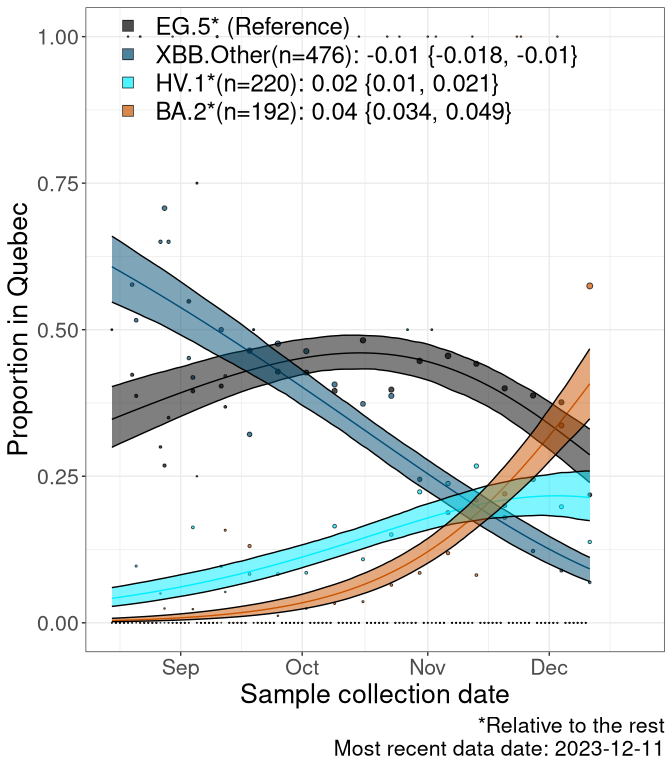 EG.5* (Reference)
XBB.Other(n=476): -0.01 {-0.018, -0.01}
HV.1*(n=220): 0.02 {0.01, 0.021}
BA.2*(n=192): 0.04 {0.034, 0.049}
1.00
0.75
0.50
0.25
0.00
Proportion in Quebec
Sep Oct Nov Dec
Sample collection date
*Relative to the rest
Most recent data date: 2023-12-11